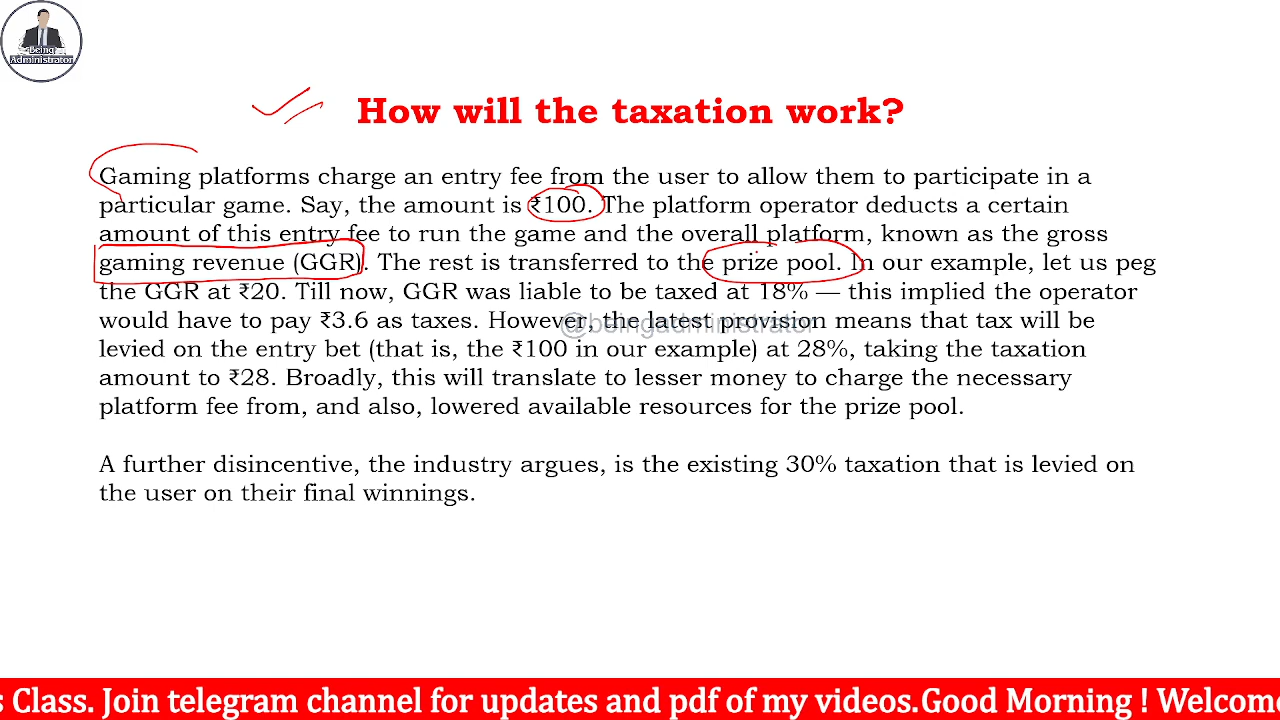 Being
Administrator
How will the taxation work?
Gaming platforms charge an entry fee from the user to allow them to participate in a
particular game. Say, the amount is ₹100. The platform operator deducts a certain
amount of this entry fee to run the game and the overall platform, known as the gross
gaming revenue (GGR). The rest is transferred to the prize pool. In our example, let us peg
the GGR at ₹20. Till now, GGR was liable to be taxed at 18% — this implied the operator
would have to pay ₹3.6 as taxes. However, the latest provision means that tax will be
@beingadministrator
levied on the entry bet (that is, the ₹100 in our example) at 28%, taking the taxation
amount to ₹28. Broadly, this will translate to lesser money to charge the necessary
platform fee from, and also, lowered available resources for the prize pool.
A further disincentive, the industry argues, is the existing 30% taxation that is levied on
the user on their final winnings.
s Class. Join telegram channel for updates and pdf of my videos.Good Morning ! Welcome